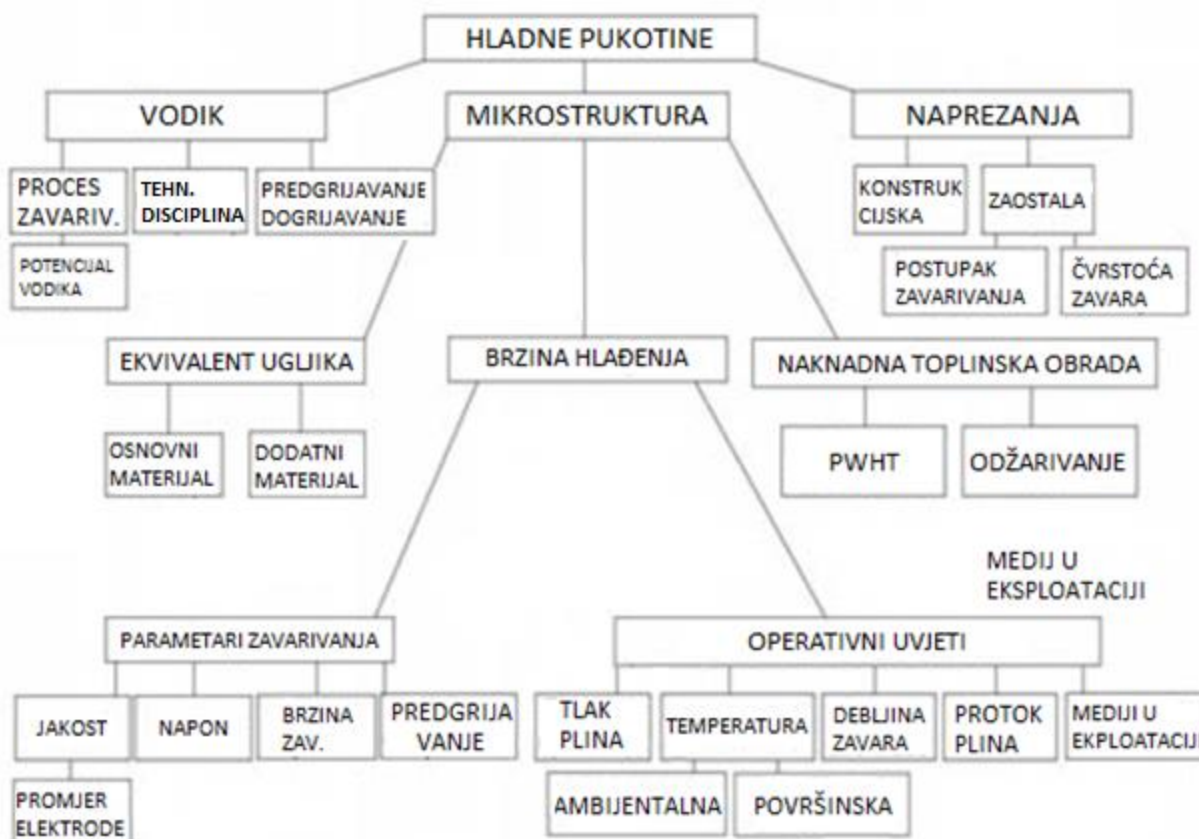 HLADNE PUKOTINE
VODIK
MIKROSTRUKTURA
NAPREZANJA
PROCES
ZAVARIV.
TEHN.
DISCIPLINA
PREDGRIJAVANJE
DOGRIJAVANJE
KONSTRUK
CIJSKA
ZAOSTALA
POTENCIJAL
VODIKA
POSTUPAK
ZAVARIVANJA
ČVRSTOĆA
ZAVARA
EKVIVALENT UGLJIKA
BRZINA HLAĐENJA
NAKNADNA TOPLINSKA OBRADA
OSNOVNI
MATERIJAL
DODATNI
MATERIJAL
PWHT
ODŽARIVANJE
MEDIJ U
EKSPLOATACIJI
PARAMETARI ZAVARIVANJA
OPERATIVNI UVJETI
JAKOST
NAPON
BRZINA
ZAV.
PREDGRIJA
VANJE
TLAK
PLINA
TEMPERATURA
DEBLJINA
ZAVARA
PROTOK
PLINA
MEDIJI U
EKPLOATACIJI
PROMJER
ELEKTRODE
AMBIJENTALNA
POVRŠINSKA